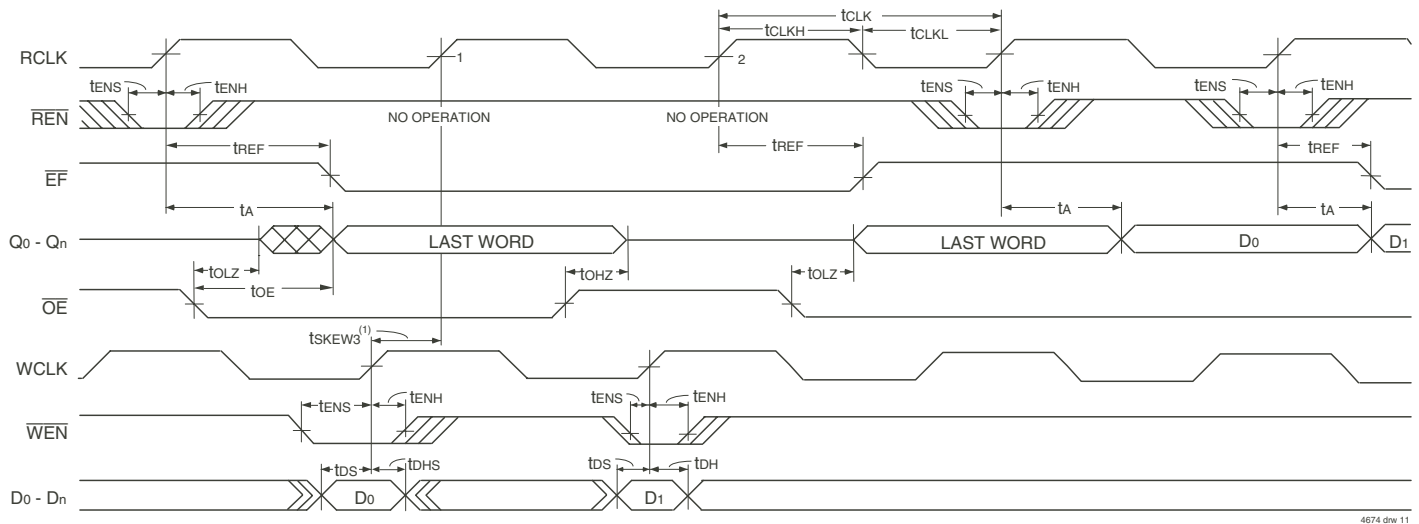 tCLK
tCLKH tCLKL
RCLK 1 2
tENS tENH tENS tENH tENS tENH
REN NO OPERATION NO OPERATION
tREF tREF tREF
EF
tA tA tA
Q0 - Qn LAST WORD LAST WORD D0 D1
tOLZ tOHZ tOLZ
tOE
OE
tSKEW3(1)
WCLK
tENS tENH tENS tENH
WEN
tDS tDHS tDS tDH
D0 - Dn D0 D1
4674 drw 11